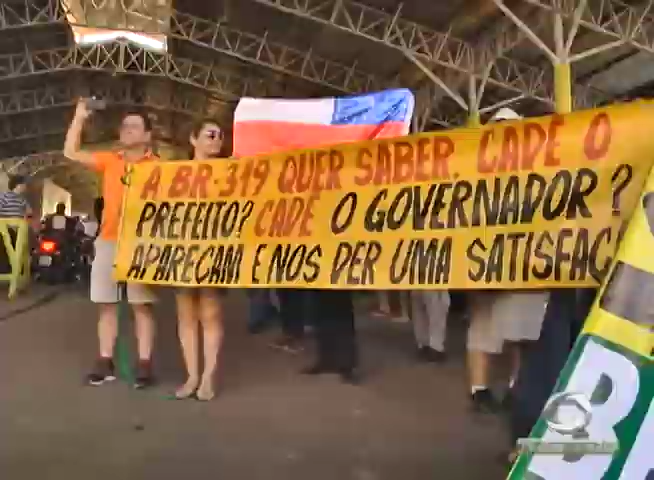 A BR-319 QUER SABER. CADÊ O
PREFEITO? CADÊ O GOVERNADOR?
APAREÇAM E NOS DER UMA SATISFAÇ
B